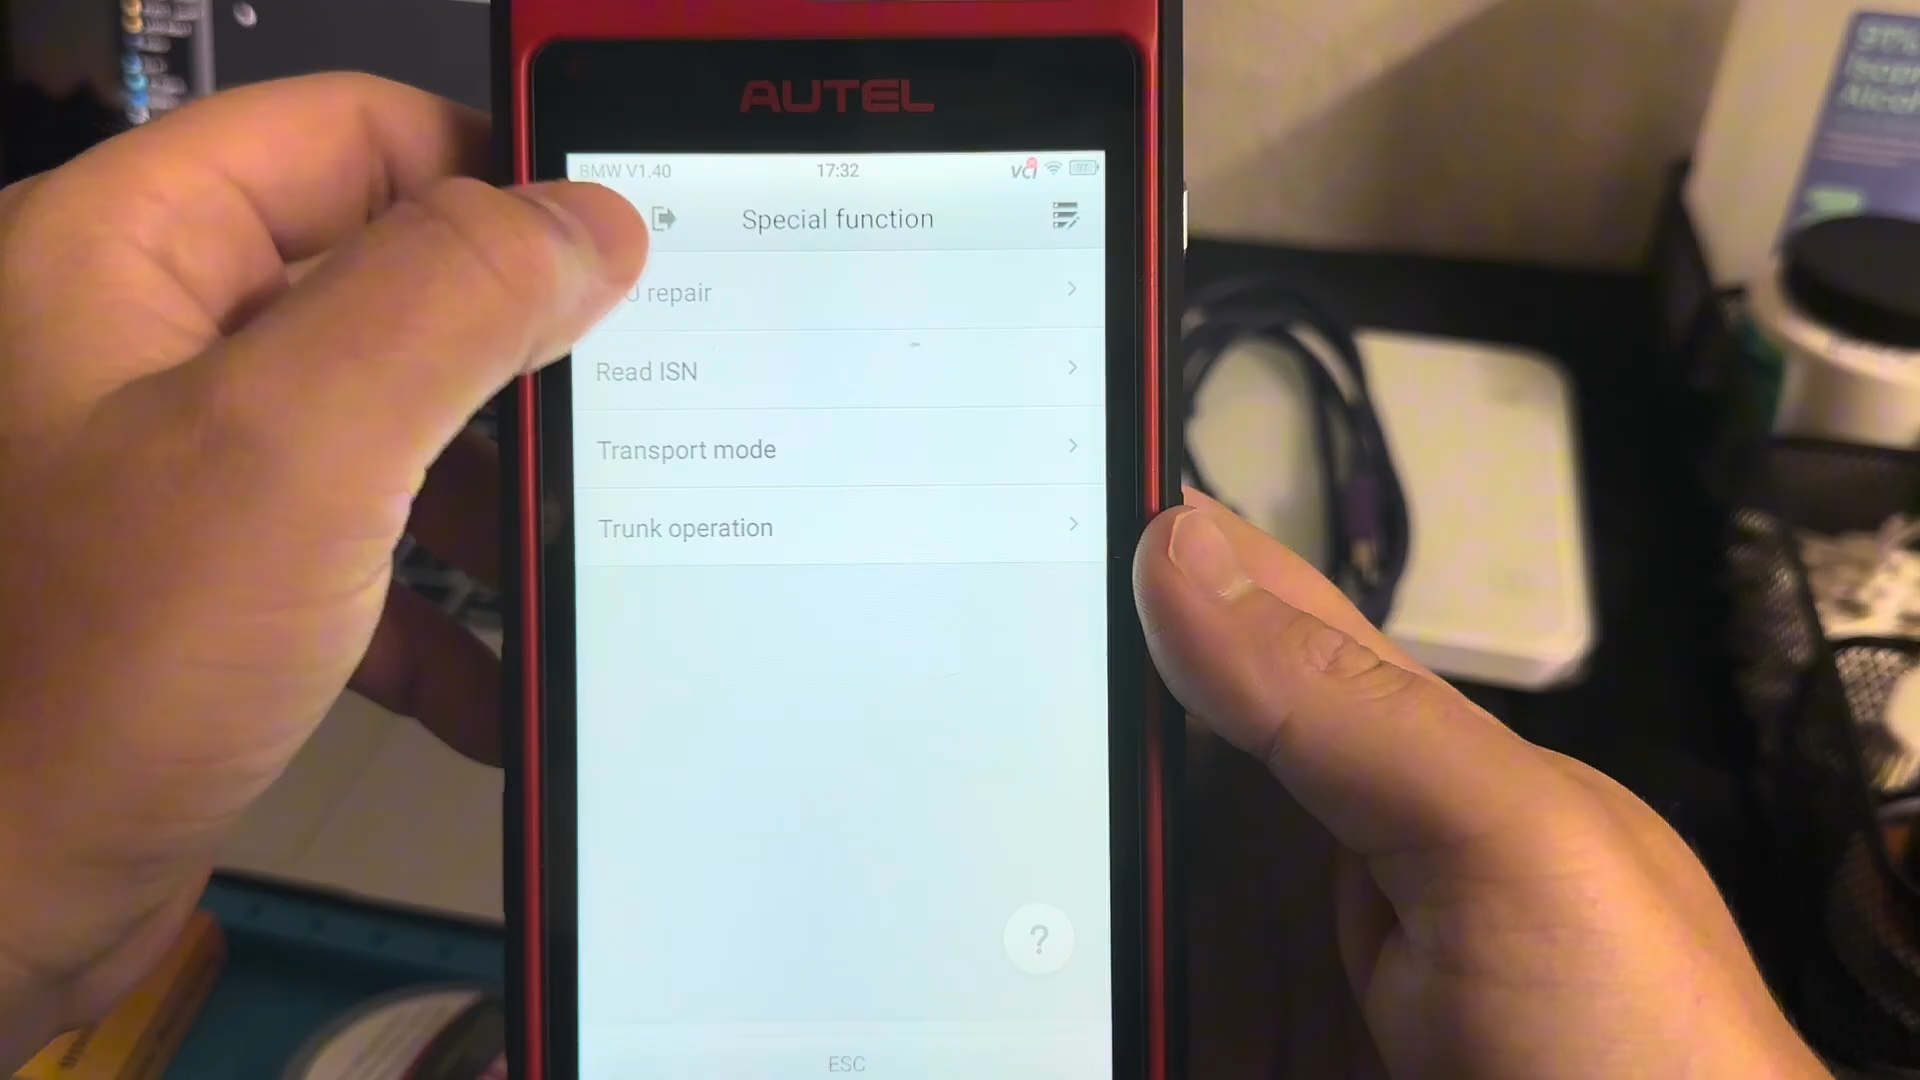 AUTEL
BMW V1.40 17:32 VCI
Special function
repair
Read ISN
Transport mode
Trunk operation
?
ESC